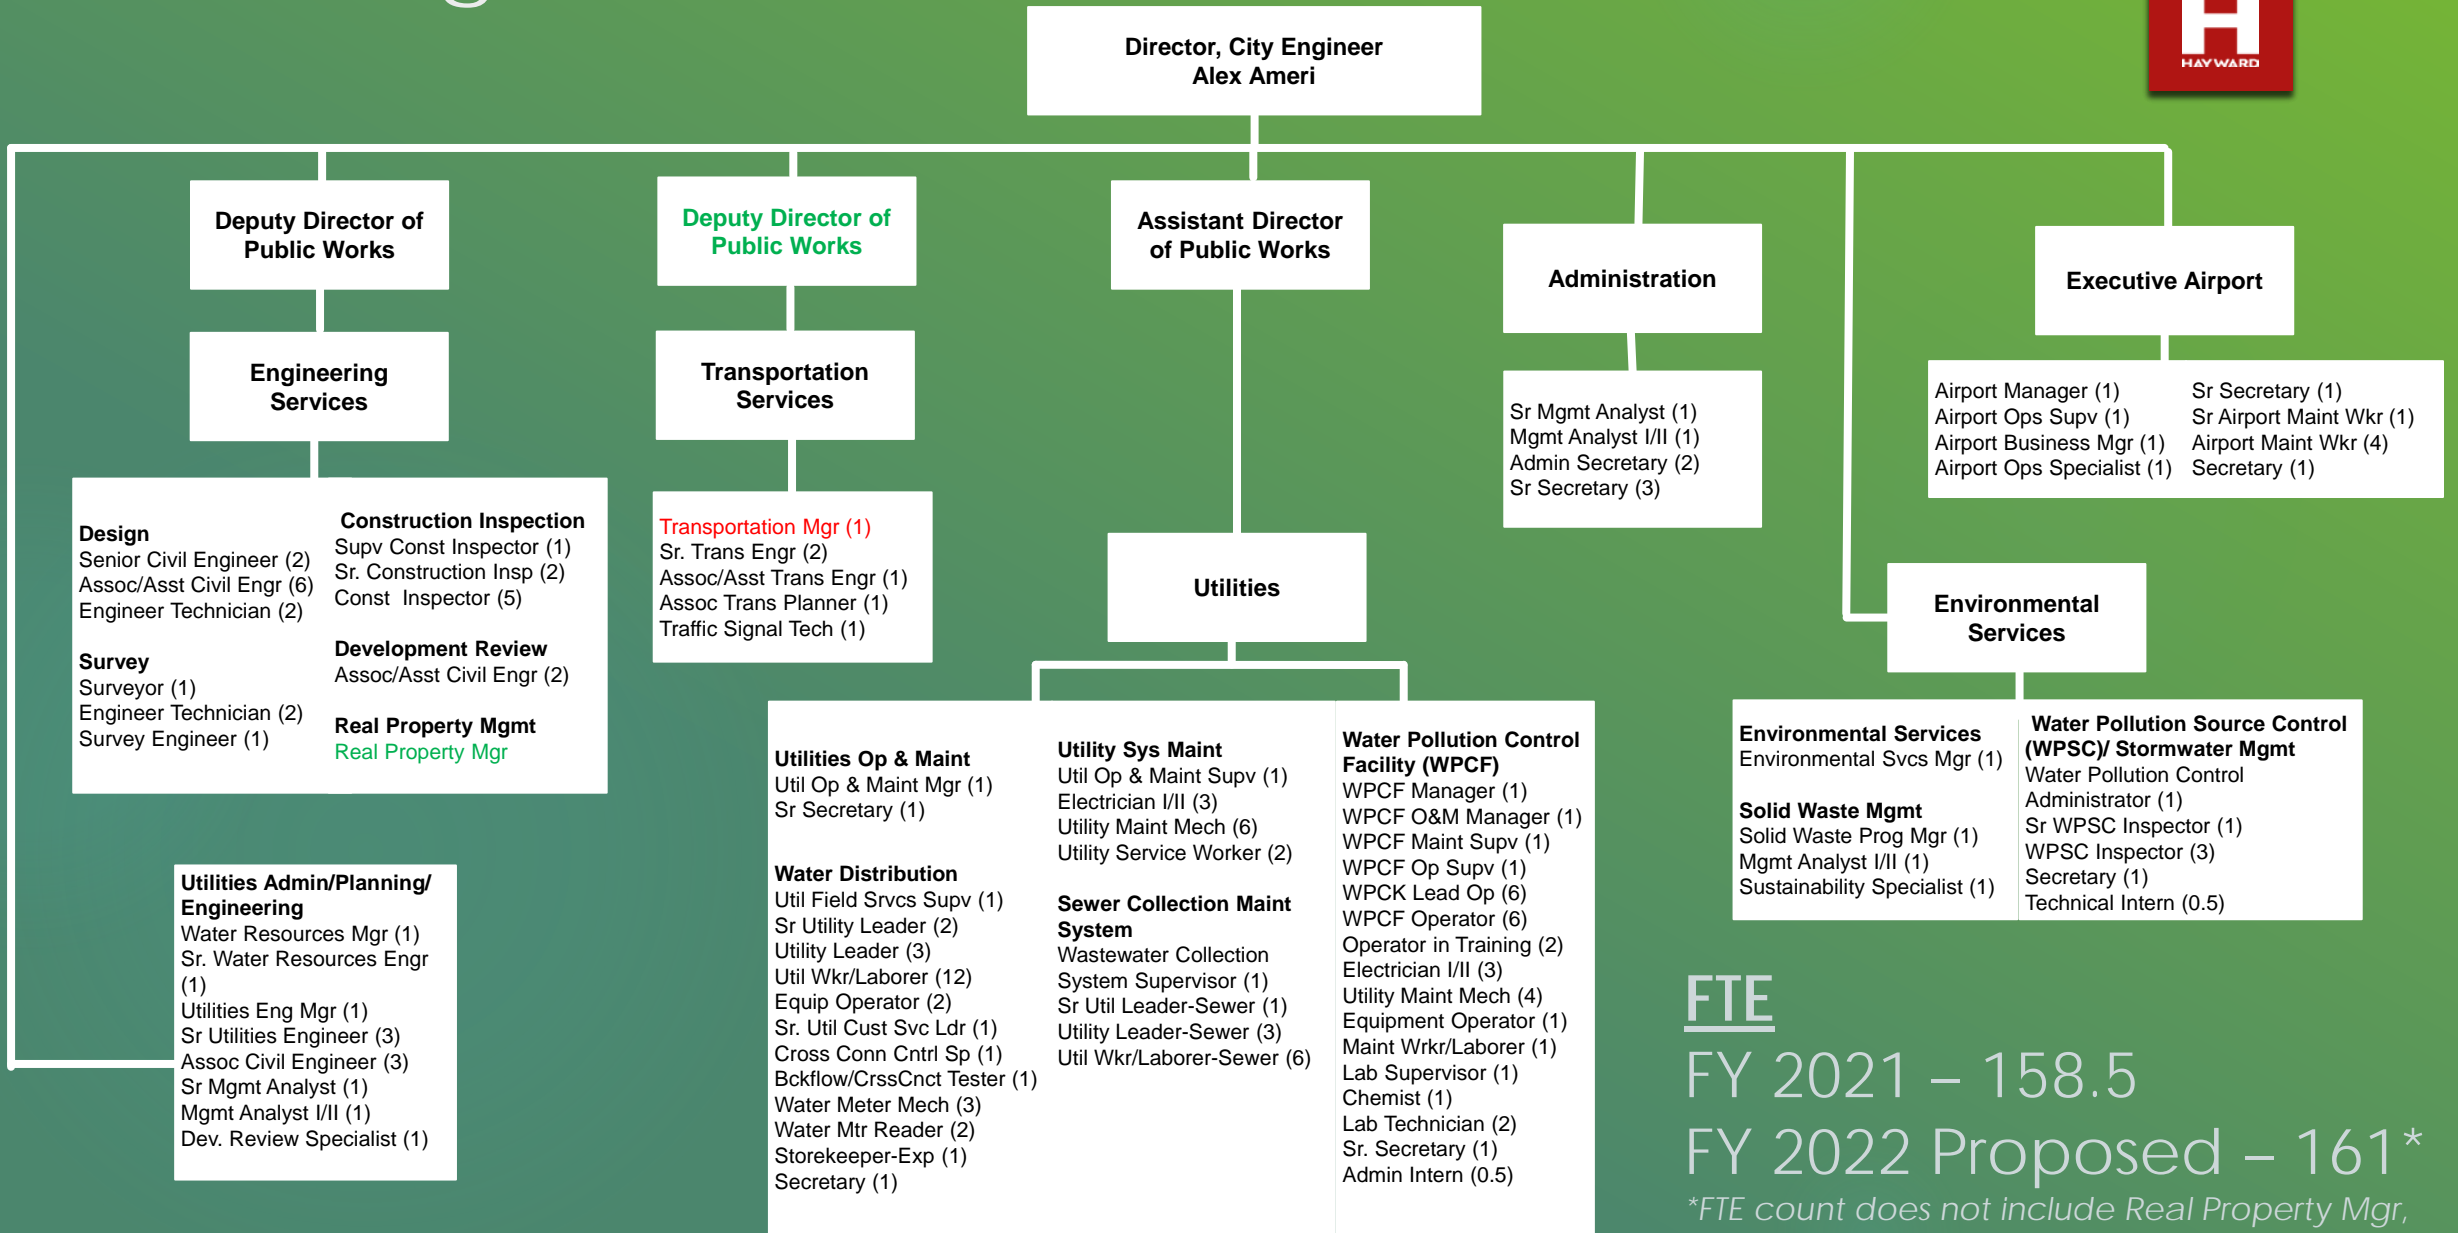 Director, City Engineer
Alex Ameri
HAYWARD
Deputy Director of
Public Works
Deputy Director of
Public Works
Assistant Director
of Public Works
Administration
Executive Airport
Engineering
Services
Transportation
Services
Sr Mgmt Analyst (1)
Mgmt Analyst I/II (1)
Admin Secretary (2)
Sr Secretary (3)
Airport Manager (1)
Airport Ops Supv (1)
Airport Business Mgr (1)
Airport Ops Specialist (1)
Sr Secretary (1)
Sr Airport Maint Wkr (1)
Airport Maint Wkr (4)
Secretary (1)
Design
Senior Civil Engineer (2)
Assoc/Asst Civil Engr (6)
Engineer Technician (2)
Survey
Surveyor (1)
Engineer Technician (2)
Survey Engineer (1)
Construction Inspection
Supv Const Inspector (1)
Sr. Construction Insp (2)
Const Inspector (5)
Development Review
Assoc/Asst Civil Engr (2)
Real Property Mgmt
Real Property Mgr
Transportation Mgr (1)
Sr. Trans Engr (2)
Assoc/Asst Trans Engr (1)
Assoc Trans Planner (1)
Traffic Signal Tech (1)
Utilities
Environmental
Services
Utilities Op & Maint
Util Op & Maint Mgr (1)
Sr Secretary (1)
Water Distribution
Util Field Srvcs Supv (1)
Sr Utility Leader (2)
Utility Leader (3)
Util Wkr/Laborer (12)
Equip Operator (2)
Sr. Util Cust Svc Ldr (1)
Cross Conn Cntrl Sp (1)
Bckflow/CrssCnct Tester (1)
Water Meter Mech (3)
Water Mtr Reader (2)
Storekeeper-Exp (1)
Secretary (1)
Utility Sys Maint
Util Op & Maint Supv (1)
Electrician I/II (3)
Utility Maint Mech (6)
Utility Service Worker (2)
Sewer Collection Maint
System
Wastewater Collection
System Supervisor (1)
Sr Util Leader-Sewer (1)
Utility Leader-Sewer (3)
Util Wkr/Laborer-Sewer (6)
Water Pollution Control
Facility (WPCF)
WPCF Manager (1)
WPCF O&M Manager (1)
WPCF Maint Supv (1)
WPCF Op Supv (1)
WPCK Lead Op (6)
WPCF Operator (6)
Operator in Training (2)
Electrician I/II (3)
Utility Maint Mech (4)
Equipment Operator (1)
Maint Wrkr/Laborer (1)
Lab Supervisor (1)
Chemist (1)
Lab Technician (2)
Sr. Secretary (1)
Admin Intern (0.5)
Environmental Services
Environmental Svcs Mgr (1)
Solid Waste Mgmt
Solid Waste Prog Mgr (1)
Mgmt Analyst I/II (1)
Sustainability Specialist (1)
Water Pollution Source Control
(WPSC)/ Stormwater Mgmt
Water Pollution Control
Administrator (1)
Sr WPSC Inspector (1)
WPSC Inspector (3)
Secretary (1)
Technical Intern (0.5)
Utilities Admin/Planning/
Engineering
Water Resources Mgr (1)
Sr. Water Resources Engr
(1)
Utilities Eng Mgr (1)
Sr Utilities Engineer (3)
Assoc Civil Engineer (3)
Sr Mgmt Analyst (1)
Mgmt Analyst I/II (1)
Dev. Review Specialist (1)
FTE
FY 2021 – 158.5
FY 2022 Proposed – 161*
*FTE count does not include Real Property Mgr,